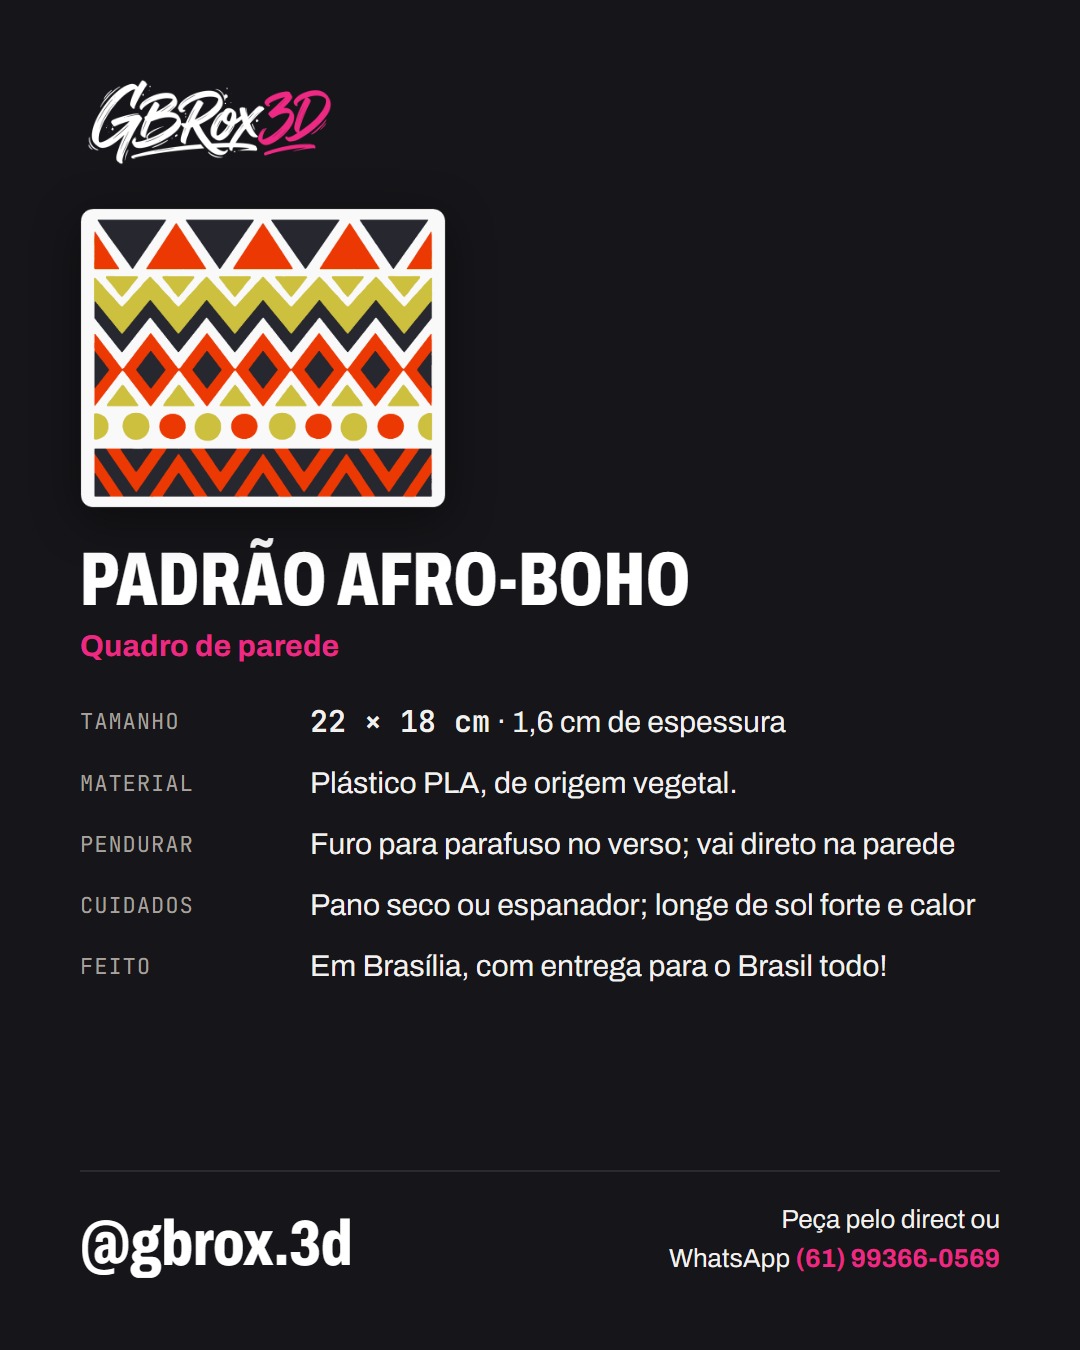 GBRox3D
PADRÃO AFRO-BOHO
Quadro de parede
TAMANHO 22 × 18 cm · 1,6 cm de espessura
MATERIAL Plástico PLA, de origem vegetal.
PENDURAR Furo para parafuso no verso; vai direto na parede
CUIDADOS Pano seco ou espanador; longe de sol forte e calor
FEITO Em Brasília, com entrega para o Brasil todo!
@gbrox.3d
Peça pelo direct ou
WhatsApp (61) 99366-0569